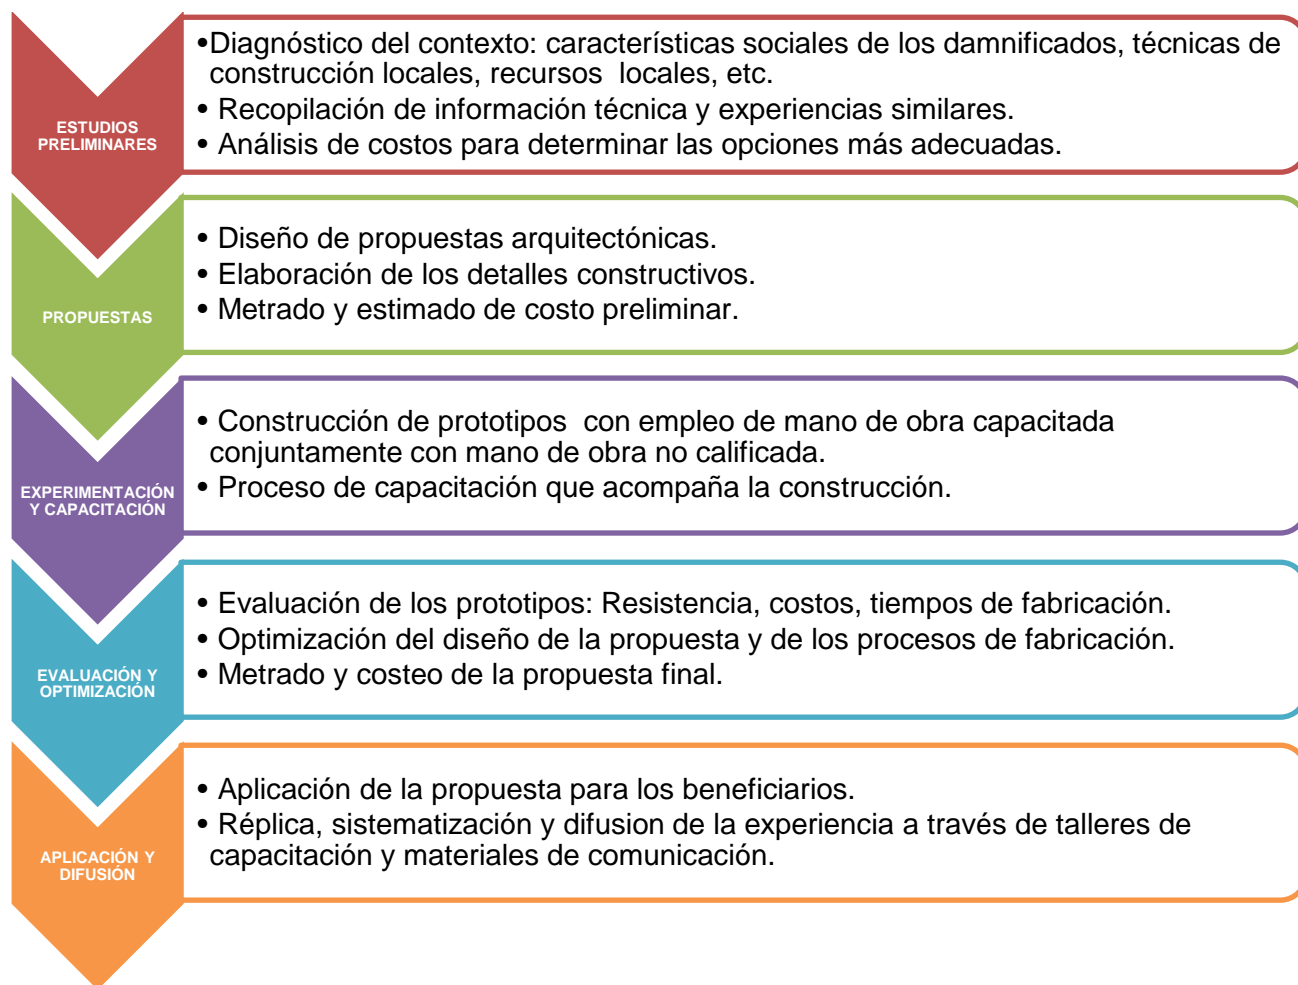 ESTUDIOS
PRELIMINARES
•Diagnóstico del contexto: características sociales de los damnificados, técnicas de
construcción locales, recursos  locales, etc.
• Recopilación de información técnica y experiencias similares.
• Análisis de costos para determinar las opciones más adecuadas.
PROPUESTAS
• Diseño de propuestas arquitectónicas.
• Elaboración de los detalles constructivos.
• Metrado y estimado de costo preliminar.
EXPERIMENTACIÓN
Y CAPACITACIÓN
• Construcción de prototipos  con empleo de mano de obra capacitada
conjuntamente con mano de obra no calificada.
• Proceso de capacitación que acompaña la construcción.
EVALUACIÓN Y
OPTIMIZACIÓN
• Evaluación de los prototipos: Resistencia, costos, tiempos de fabricación.
• Optimización del diseño de la propuesta y de los procesos de fabricación.
• Metrado y costeo de la propuesta final.
APLICACIÓN Y
DIFUSIÓN
• Aplicación de la propuesta para los beneficiarios.
• Réplica, sistematización y difusion de la experiencia a través de talleres de
capacitación y materiales de comunicación.